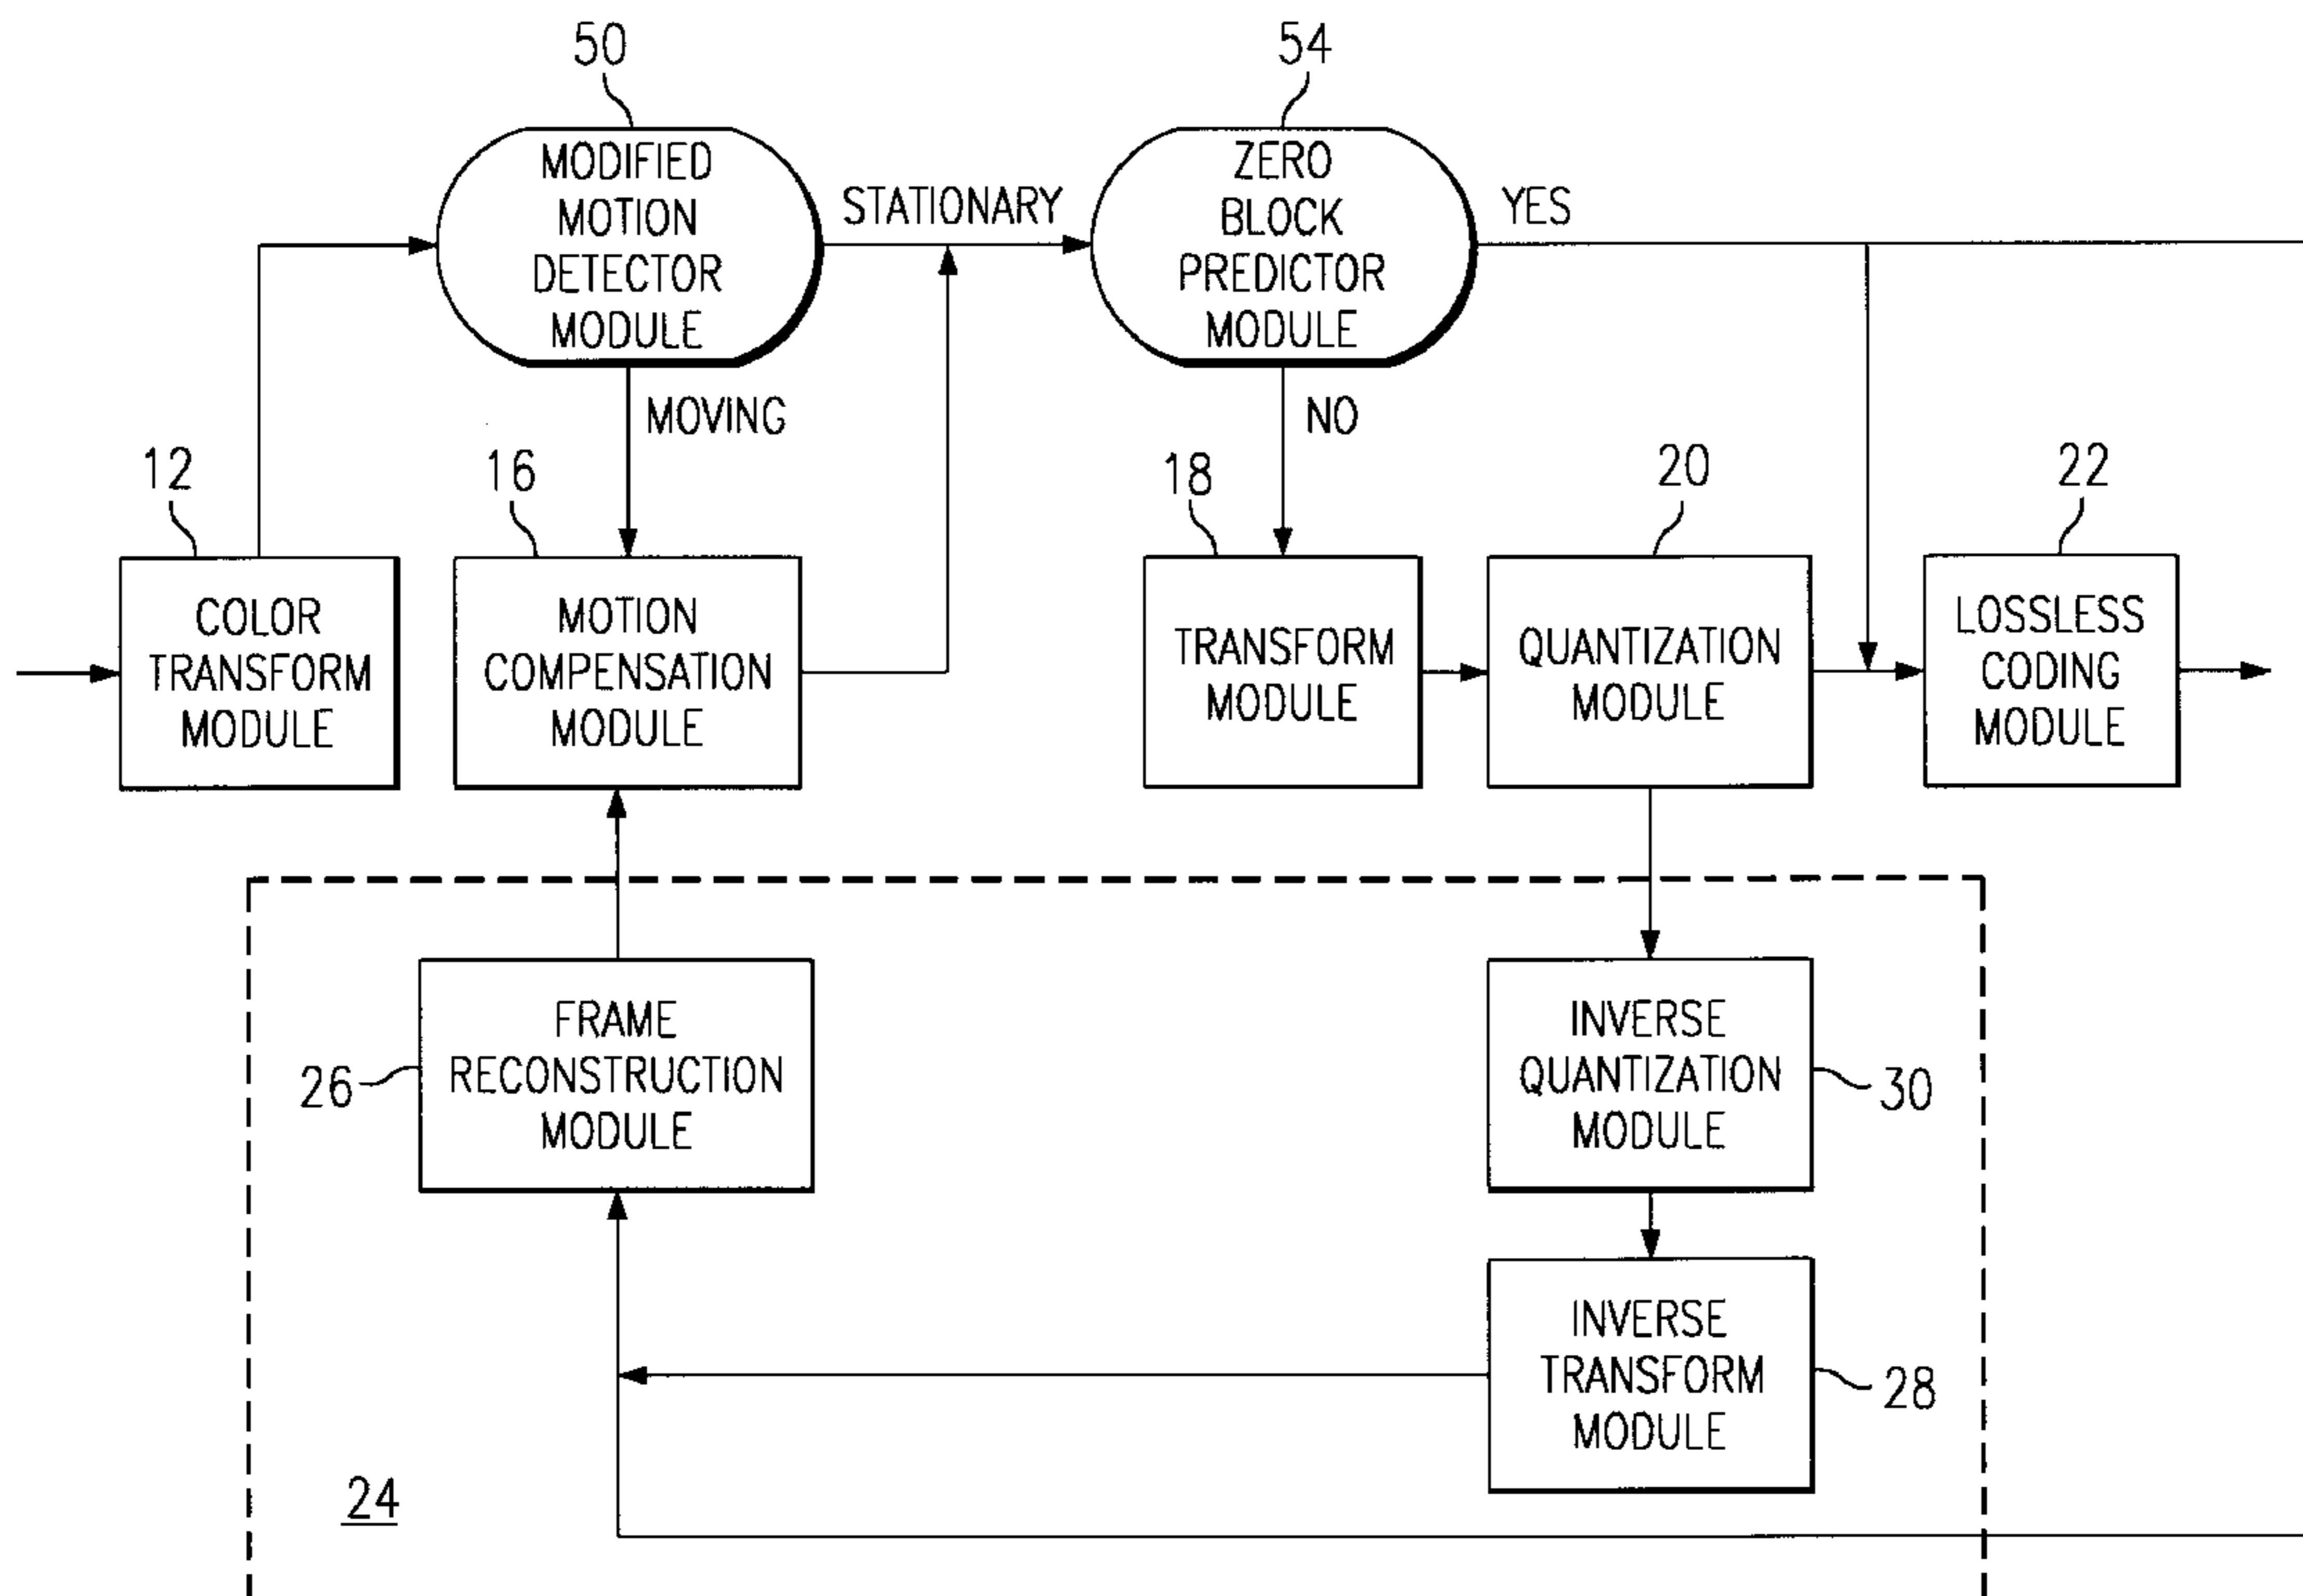 50
54
MODIFIED
MOTION
DETECTOR
MODULE
STATIONARY
ZERO
BLOCK
PREDICTOR
MODULE
YES
MOVING
NO
12
16
18
20
22
COLOR
TRANSFORM
MODULE
MOTION
COMPENSATION
MODULE
TRANSFORM
MODULE
QUANTIZATION
MODULE
LOSSLESS
CODING
MODULE
FRAME
RECONSTRUCTION
MODULE
26
INVERSE
QUANTIZATION
MODULE
30
INVERSE
TRANSFORM
MODULE
28
24